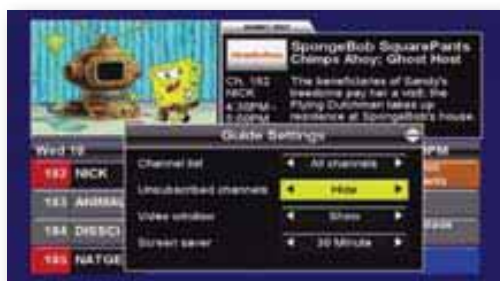 SpongeBob SquarePants
Chimps Ahoy; Ghost Host
Ch. 182
NICK
4:30PM -
5:00PM
The beneficiaries of Sandy's
treedome pay her a visit; the
Flying Dutchman takes up
residence at SpongeBob's house.
Guide Settings
Wed 10
Channel list All channels
182 NICK
Unsubscribed channels Hide
183 ANIMAL
Video window Show
184 DISSCI
Screen saver 30 Minute
185 NATGE